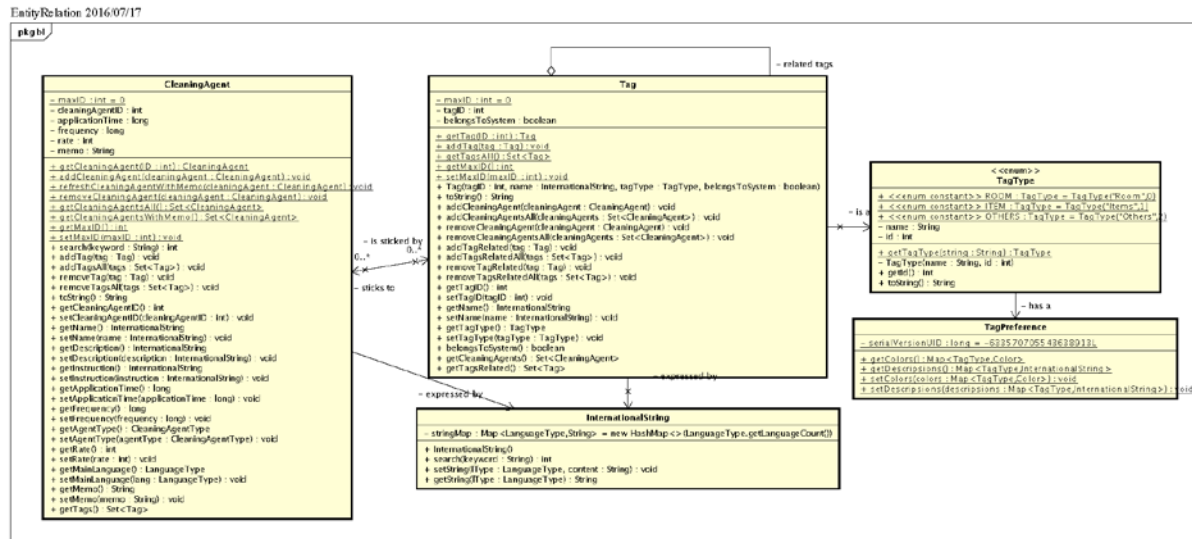 EntityRelation 2016/07/17
pkg bl
CleaningAgent
- maxID : int = 0
- cleaningAgentID : int
- applicationTime : long
- frequency : long
- rate : int
- memo : String
+ getCleaningAgent(ID : int) : CleaningAgent
+ addCleaningAgent(cleaningAgent : CleaningAgent) : void
+ refreshCleaningAgentWithMemo(cleaningAgent : CleaningAgent) : void
+ removeCleaningAgent(cleaningAgent : CleaningAgent) : void
+ getCleaningAgentsAll() : Set<CleaningAgent>
+ getCleaningAgentsWithMemo() : Set<CleaningAgent>
+ getMaxID() : int
+ setMaxID(maxID : int) : void
+ search(keyword : String) : int
+ addTag(tag : Tag) : void
+ addTagsAll(tags : Set<Tag>) : void
+ removeTag(tag : Tag) : void
+ removeTagsAll(tags : Set<Tag>) : void
+ toString() : String
+ getCleaningAgentID() : int
+ setCleaningAgentID(cleaningAgentID : int) : void
+ getName() : InternationalString
+ setName(name : InternationalString) : void
+ getDescription() : InternationalString
+ setDescription(description : InternationalString) : void
+ getInstruction() : InternationalString
+ setInstruction(instruction : InternationalString) : void
+ getApplicationTime() : long
+ setApplicationTime(applicationTime : long) : void
+ getFrequency() : long
+ setFrequency(frequency : long) : void
+ getAgentType() : CleaningAgentType
+ setAgentType(agentType : CleaningAgentType) : void
+ getRate() : int
+ setRate(rate : int) : void
+ getMainLanguage() : LanguageType
+ setMainLanguage(lang : LanguageType) : void
+ getMemo() : String
+ setMemo(memo : String) : void
+ getTags() : Set<Tag>
- is sticked by
0..*
0..*
- sticks to
- expressed by
- related tags
Tag
- maxID : int = 0
- tagID : int
- belongsToSystem : boolean
+ getTag(ID : int) : Tag
+ addTag(tag : Tag) : void
+ getTagsAll() : Set<Tag>
+ getMaxID() : int
+ setMaxID(maxID : int) : void
+ Tag(tagID : int, name : InternationalString, tagType : TagType, belongsToSystem : boolean)
+ toString() : String
+ addCleaningAgent(cleaningAgent : CleaningAgent) : void
+ addCleaningAgentsAll(cleaningAgents : Set<CleaningAgent>) : void
+ removeCleaningAgent(cleaningAgent : CleaningAgent) : void
+ removeCleaningAgentsAll(cleaningAgents : Set<CleaningAgent>) : void
+ addTagRelated(tag : Tag) : void
+ addTagsRelatedAll(tags : Set<Tag>) : void
+ removeTagRelated(tag : Tag) : void
+ removeTagsRelatedAll(tags : Set<Tag>) : void
+ getTagID() : int
+ setTagID(tagID : int) : void
+ getName() : InternationalString
+ setName(name : InternationalString) : void
+ getTagType() : TagType
+ setTagType(tagType : TagType) : void
+ belongsToSystem() : boolean
+ getCleaningAgents() : Set<CleaningAgent>
+ getTagsRelated() : Set<Tag>
- expressed by
InternationalString
- stringMap : Map<LanguageType,String> = new HashMap<>(LanguageType.getLanguageCount())
+ InternationalString()
+ search(keyword : String) : int
+ setString(lType : LanguageType, content : String) : void
+ getString(lType : LanguageType) : String
- is a
<<enum>>
TagType
+ <<enum constant>> ROOM : TagType = TagType("Room",0)
+ <<enum constant>> ITEM : TagType = TagType("Items",1)
+ <<enum constant>> OTHERS : TagType = TagType("Others",2)
- name : String
- id : int
+ getTagType(string : String) : TagType
- TagType(name : String, id : int)
+ getId() : int
+ toString() : String
- has a
TagPreference
+ getColors() : Map<TagType,Color>
+ getDescripsions() : Map<TagType,InternationalString>
+ setColors(colors : Map<TagType,Color>) : void
+ setDescripsions(descripsions : Map<TagType,InternationalString>) : void